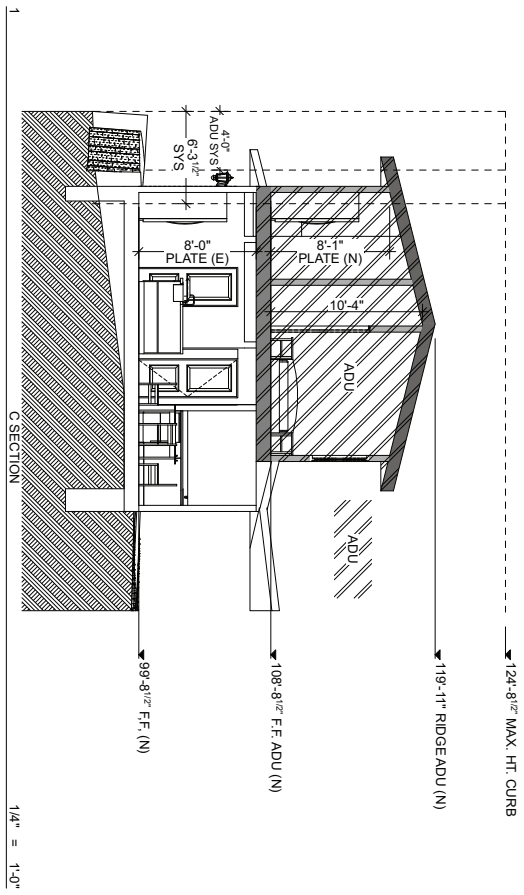 124'-8 1/2" MAX. HT. CURB
119'-11" RIDGE ADU (N)
108'-8 1/2" F.F. ADU (N)
99'-8 1/2" F.F. (N)
ADU
ADU
10'-4"
8'-1"
PLATE (N)
8'-0"
PLATE (E)
4'-0"
ADU SYS
6'-3 1/2"
SYS
1
C SECTION
1/4" = 1'-0"